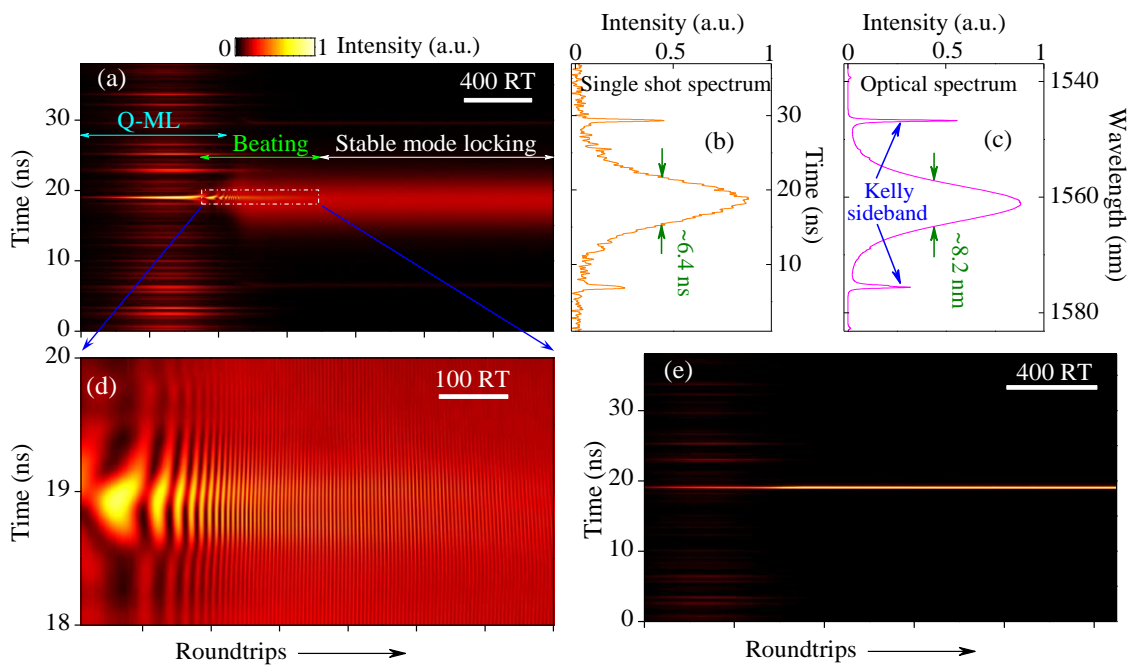 0 1 Intensity (a.u.)
(a)
400 RT
Q-ML
Beating
Stable mode locking
Time (ns)
30
20
10
0
Intensity (a.u.)
0 0.5 1
Single shot spectrum
(b)
~6.4 ns
30
20
10
Time (ns)
Intensity (a.u.)
0 0.5 1
Optical spectrum
(c)
Kelly
sideband
~8.2 nm
1540
1560
1580
Wavelength (nm)
(d)
100 RT
Time (ns)
20
19
18
Roundtrips
(e)
400 RT
Time (ns)
30
20
10
0
Roundtrips